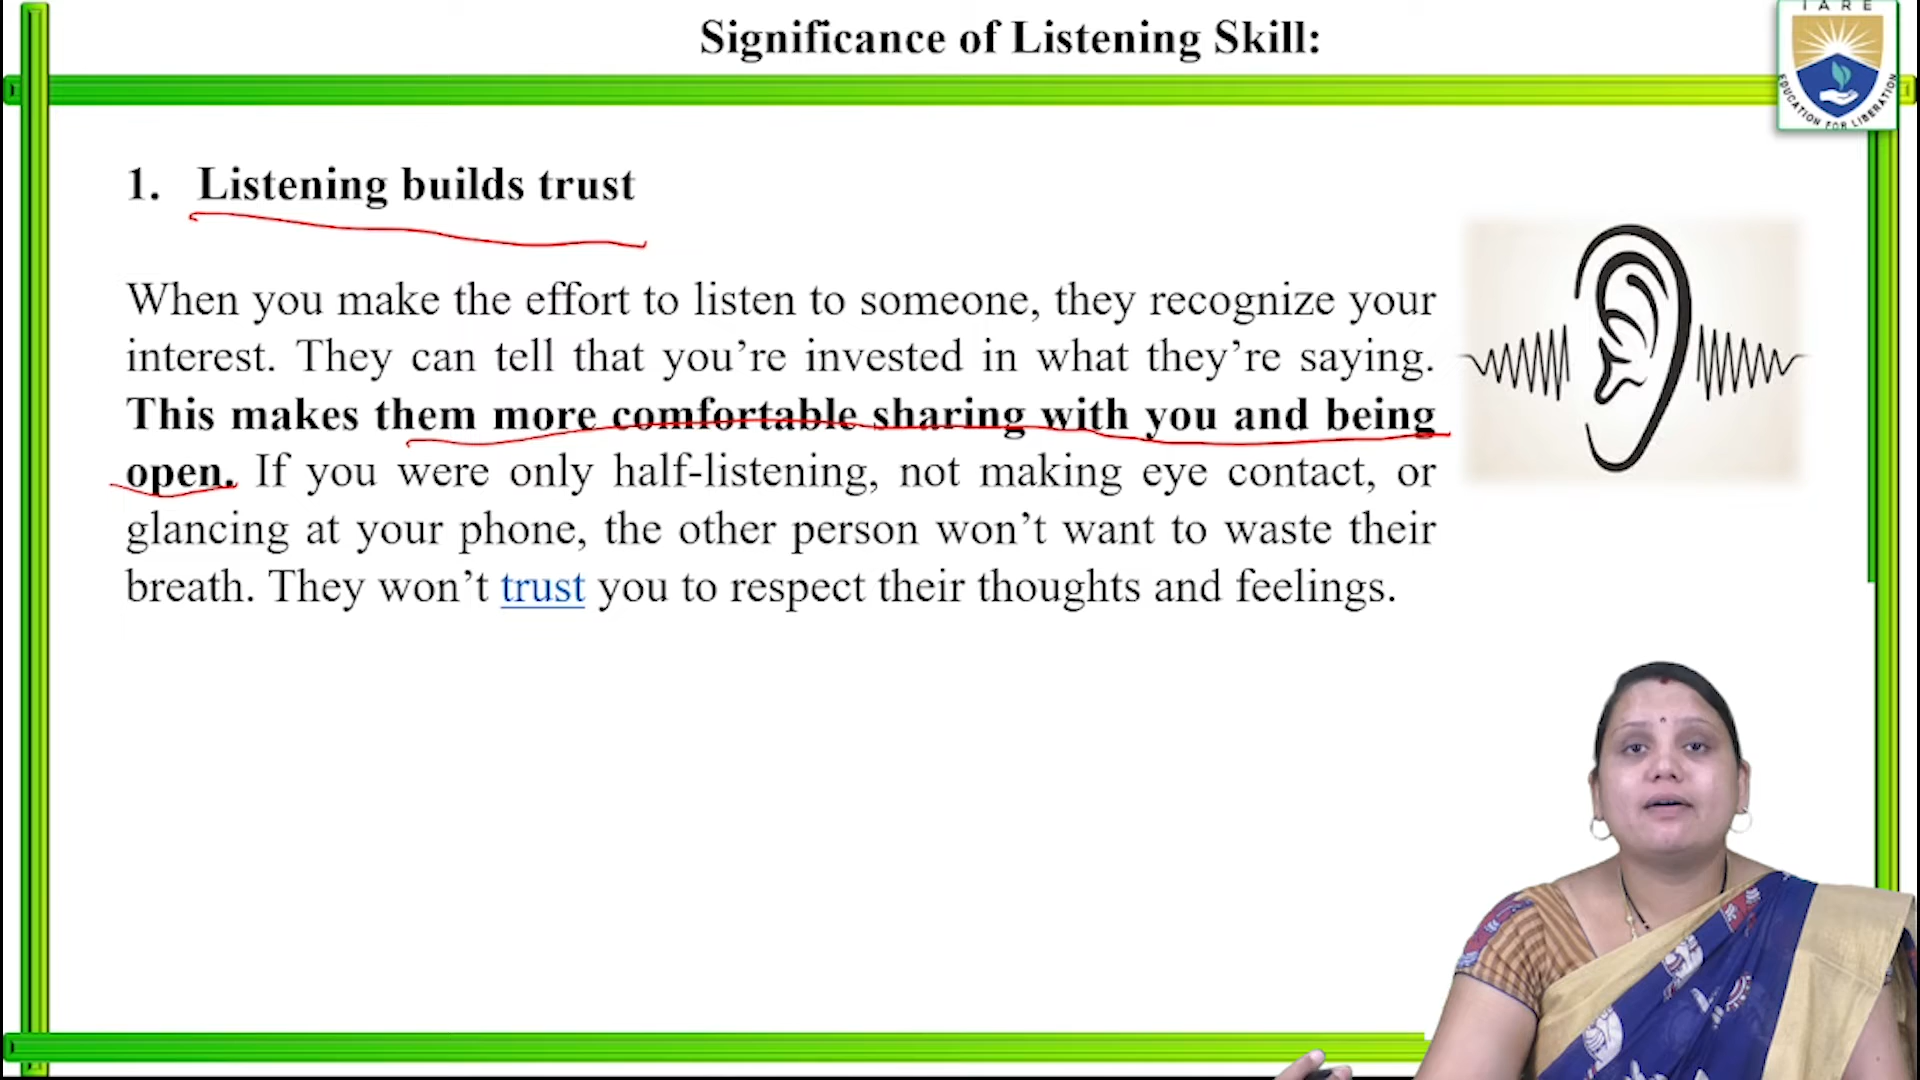 Significance of Listening Skill:
IARE
EDUCATION FOR LIBERATION
1. Listening builds trust
When you make the effort to listen to someone, they recognize your
interest. They can tell that you’re invested in what they’re saying.
This makes them more comfortable sharing with you and being
open. If you were only half-listening, not making eye contact, or
glancing at your phone, the other person won’t want to waste their
breath. They won’t trust you to respect their thoughts and feelings.